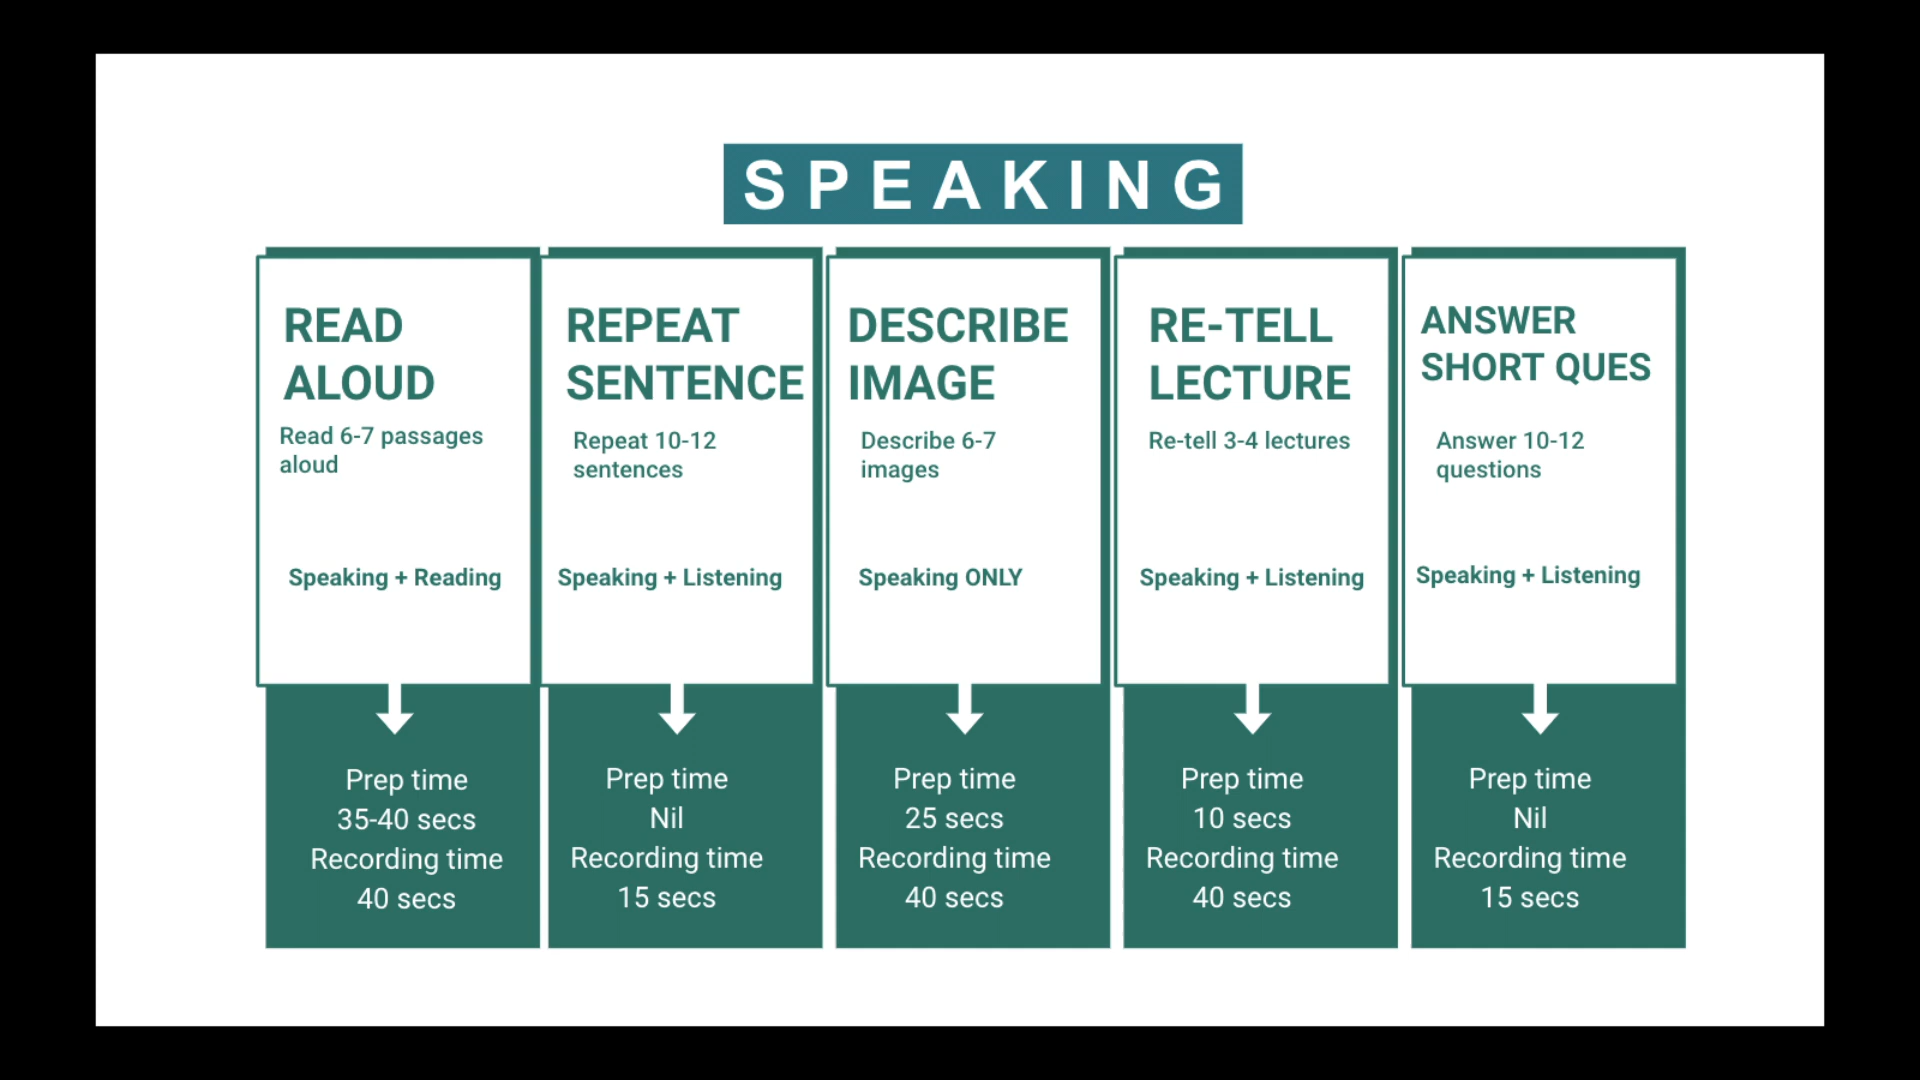 SPEAKING
READ
ALOUD
Read 6-7 passages
aloud
Speaking + Reading
Prep time
35-40 secs
Recording time
40 secs
REPEAT
SENTENCE
Repeat 10-12
sentences
Speaking + Listening
Prep time
Nil
Recording time
15 secs
DESCRIBE
IMAGE
Describe 6-7
images
Speaking ONLY
Prep time
25 secs
Recording time
40 secs
RE-TELL
LECTURE
Re-tell 3-4 lectures
Speaking + Listening
Prep time
10 secs
Recording time
40 secs
ANSWER
SHORT QUES
Answer 10-12
questions
Speaking + Listening
Prep time
Nil
Recording time
15 secs